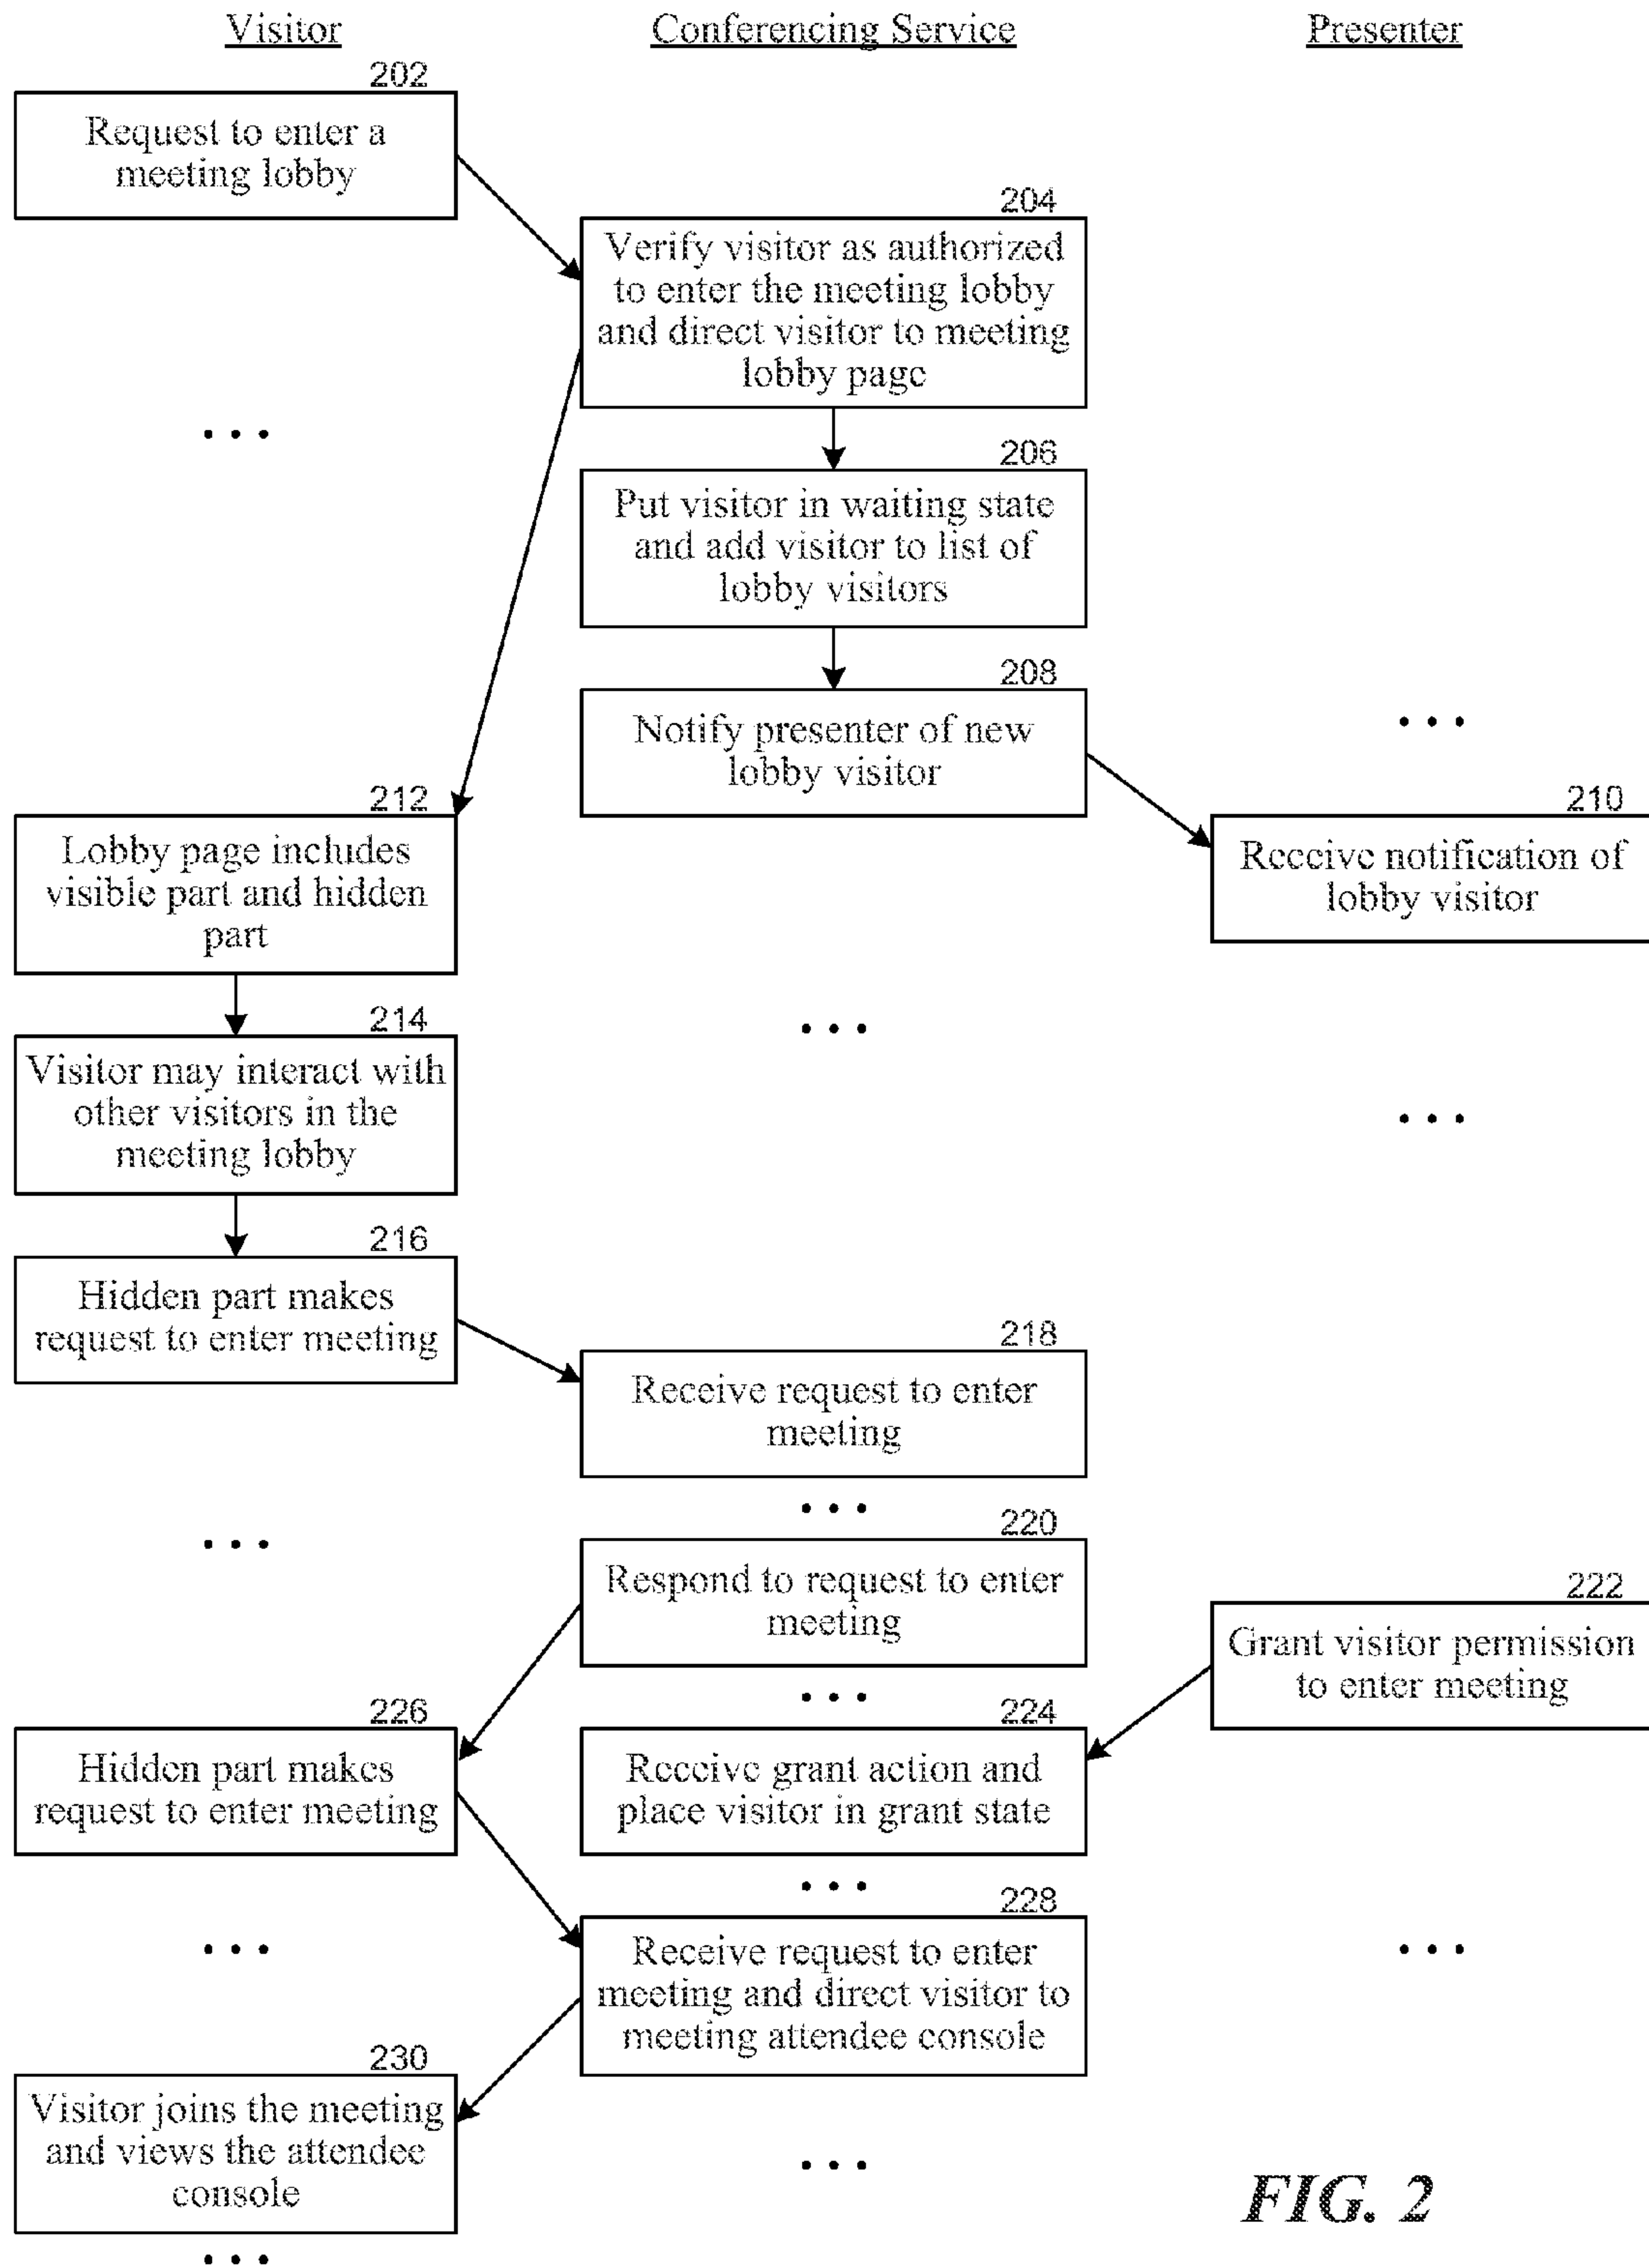 Visitor
Conferencing Service
Presenter
202
Request to enter a
meeting lobby
204
Verify visitor as authorized
to enter the meeting lobby
and direct visitor to meeting
lobby page
...
206
Put visitor in waiting state
and add visitor to list of
lobby visitors
208
Notify presenter of new
lobby visitor
...
210
Receive notification of
lobby visitor
212
Lobby page includes
visible part and hidden
part
...
214
Visitor may interact with
other visitors in the
meeting lobby
...
216
Hidden part makes
request to enter meeting
218
Receive request to enter
meeting
...
...
220
Respond to request to enter
meeting
222
Grant visitor permission
to enter meeting
...
224
Receive grant action and
place visitor in grant state
226
Hidden part makes
request to enter meeting
...
228
Receive request to enter
meeting and direct visitor to
meeting attendee console
...
...
230
Visitor joins the meeting
and views the attendee
console
...
...
FIG. 2